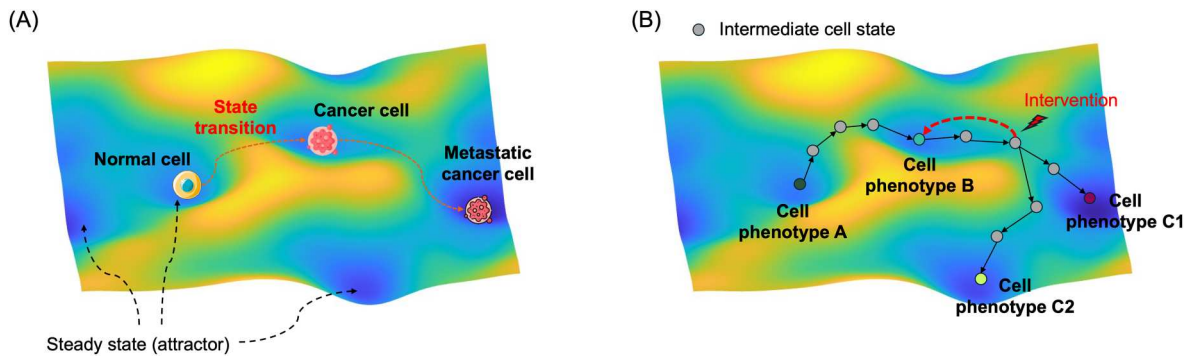 (A)
State
transition
Cancer cell
Normal cell
Metastatic
cancer cell
Steady state (attractor)
(B)
Intermediate cell state
Intervention
Cell
phenotype B
Cell
phenotype A
Cell
phenotype C1
Cell
phenotype C2